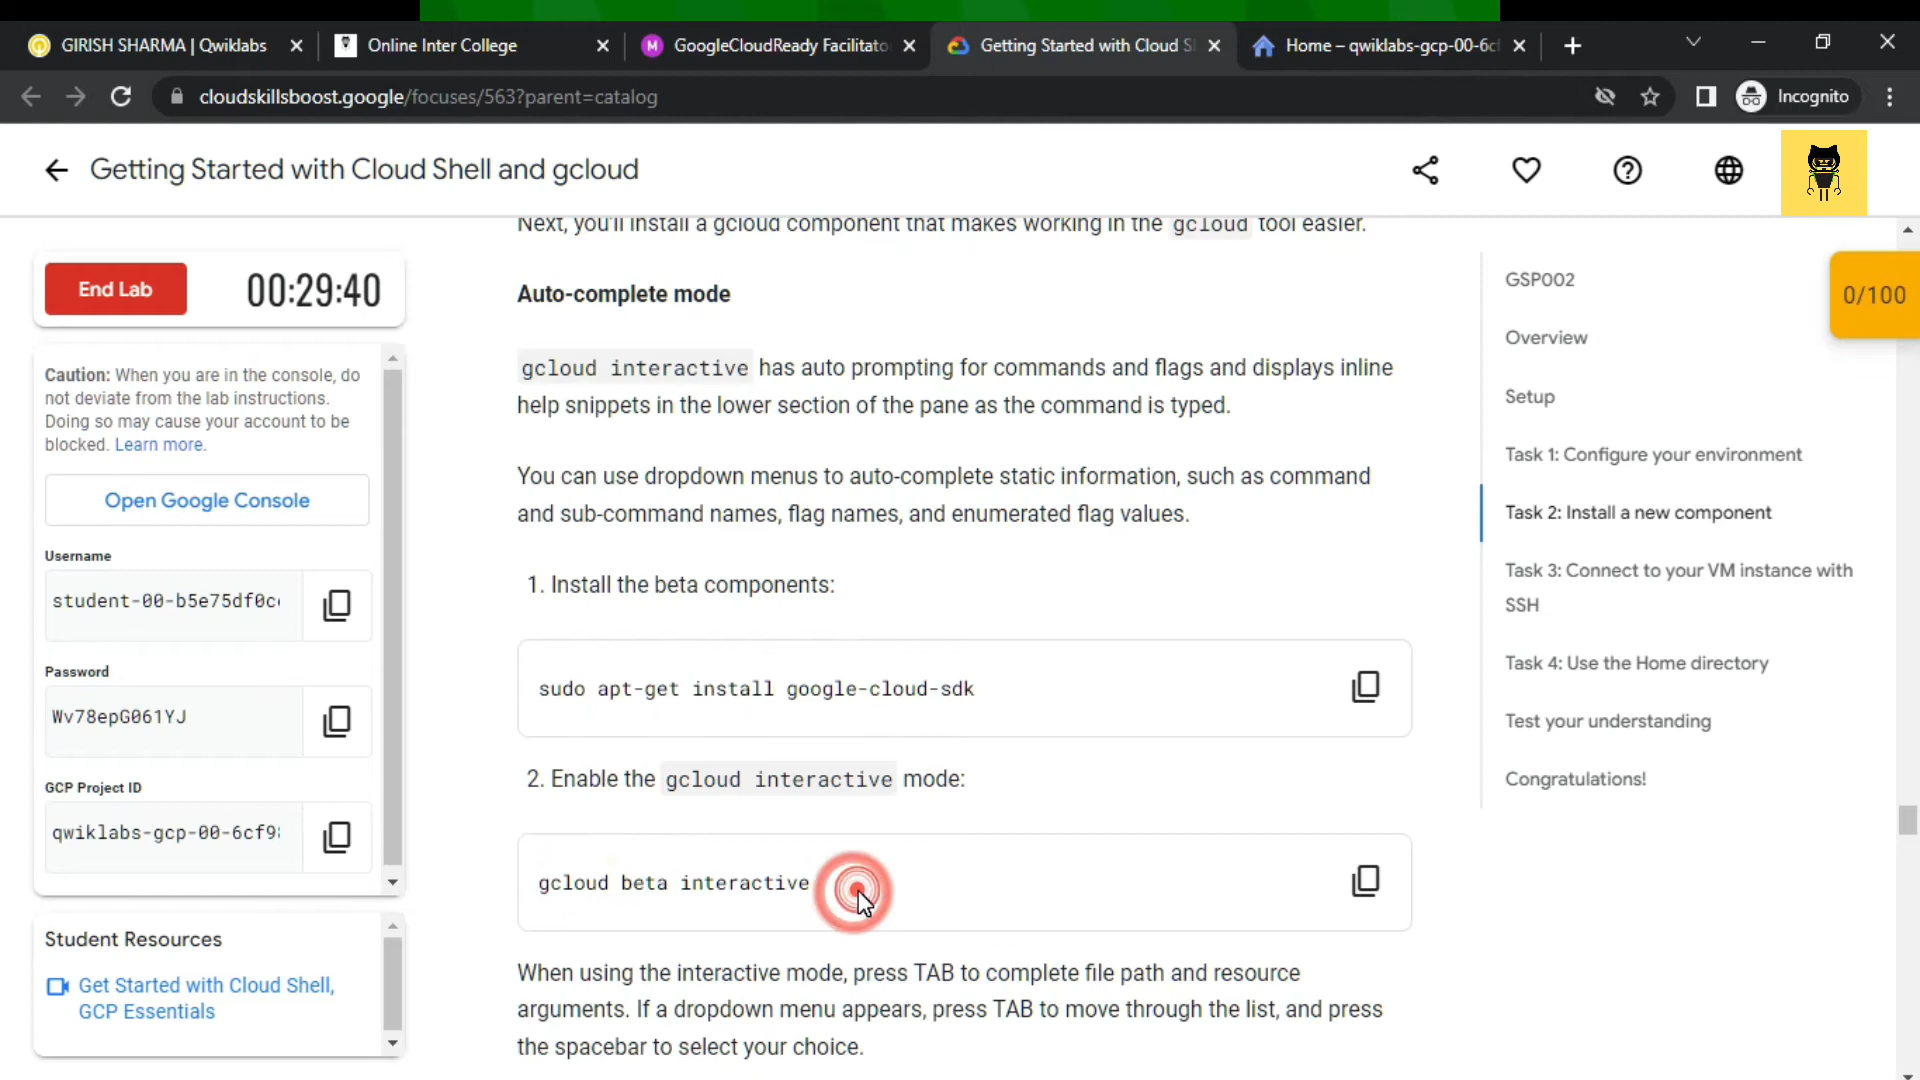 GIRISH SHARMA | Qwiklabs
Online Inter College
GoogleCloudReady Facilitato
Getting Started with Cloud S
Home – qwiklabs-gcp-00-6cf
cloudskillsboost.google/focuses/563?parent=catalog
Incognito
Getting Started with Cloud Shell and gcloud
End Lab
00:29:40
Caution: When you are in the console, do
not deviate from the lab instructions.
Doing so may cause your account to be
blocked. Learn more.
Open Google Console
Username
student-00-b5e75df0c
Password
Wv78epG061YJ
GCP Project ID
qwiklabs-gcp-00-6cf9
Student Resources
Get Started with Cloud Shell,
GCP Essentials
Next, you'll install a gcloud component that makes working in the gcloud tool easier.
Auto-complete mode
gcloud interactive has auto prompting for commands and flags and displays inline
help snippets in the lower section of the pane as the command is typed.
You can use dropdown menus to auto-complete static information, such as command
and sub-command names, flag names, and enumerated flag values.
1. Install the beta components:
sudo apt-get install google-cloud-sdk
2. Enable the gcloud interactive mode:
gcloud beta interactive
When using the interactive mode, press TAB to complete file path and resource
arguments. If a dropdown menu appears, press TAB to move through the list, and press
the spacebar to select your choice.
GSP002
Overview
Setup
Task 1: Configure your environment
Task 2: Install a new component
Task 3: Connect to your VM instance with
SSH
Task 4: Use the Home directory
Test your understanding
Congratulations!
0/100